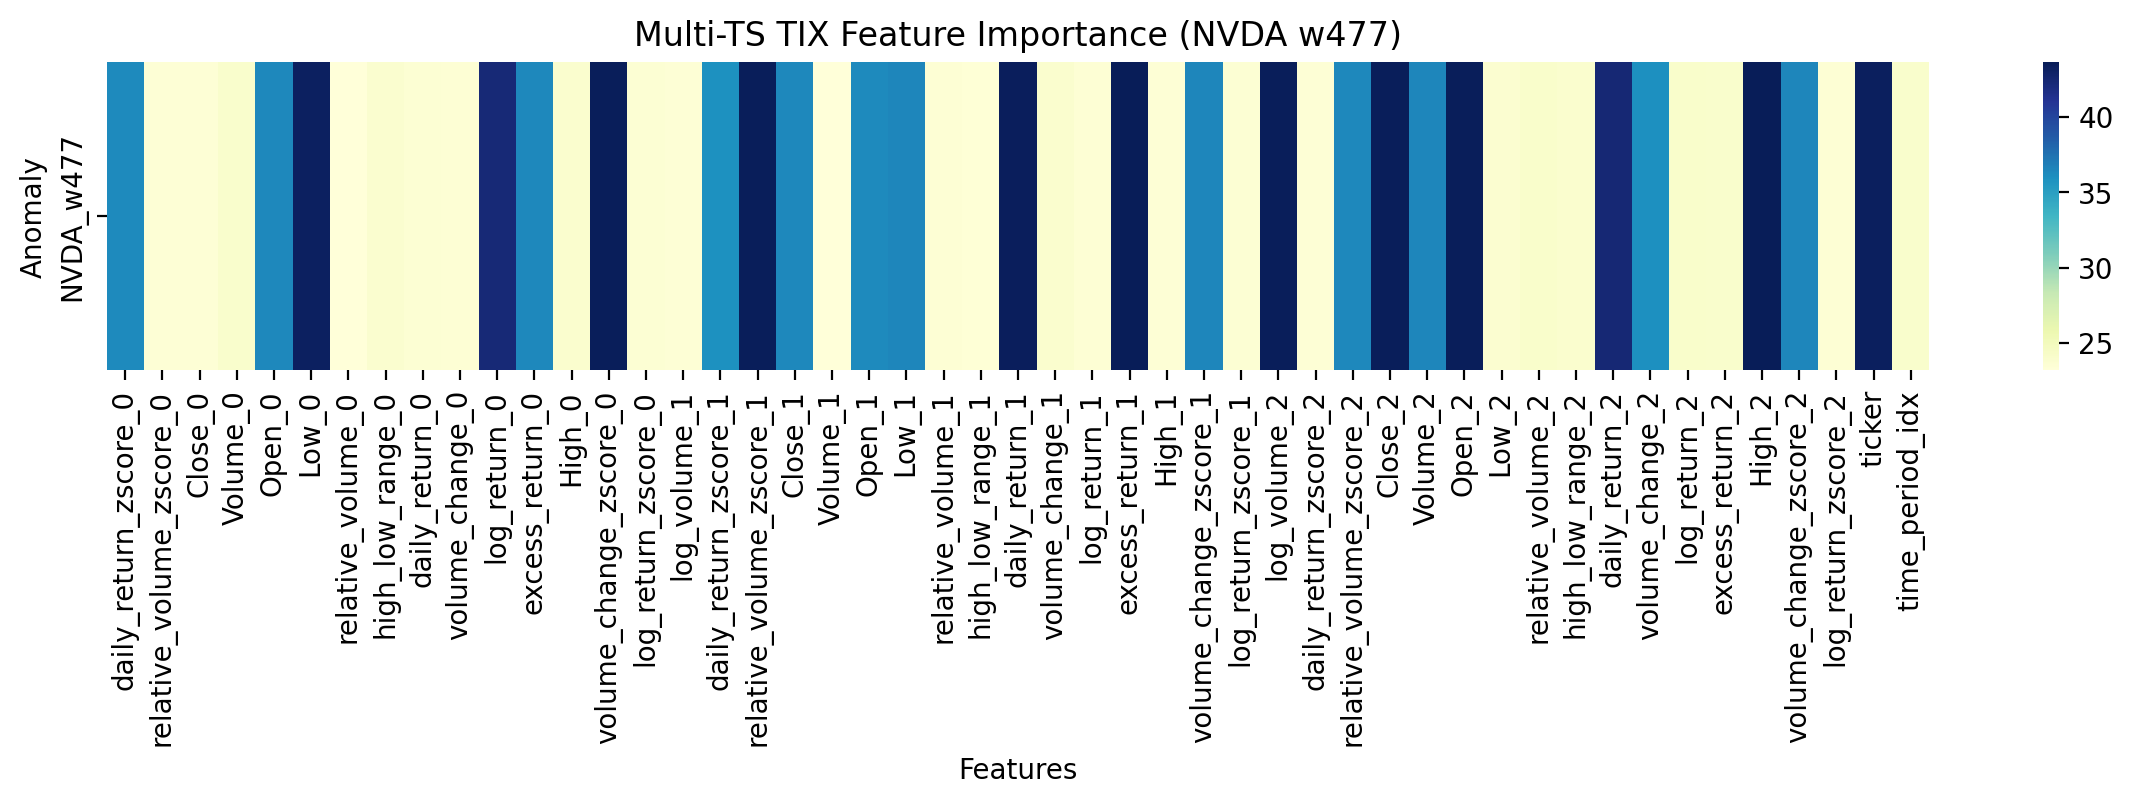 Multi-TS TIX Feature Importance (NVDA w477)
Anomaly
NVDA_w477
40
35
30
25
daily_return_zscore_0
relative_volume_zscore_0
Close_0
Volume_0
Open_0
Low_0
relative_volume_0
high_low_range_0
daily_return_0
volume_change_0
log_return_0
excess_return_0
High_0
volume_change_zscore_0
log_return_zscore_0
log_volume_1
daily_return_zscore_1
relative_volume_zscore_1
Close_1
Volume_1
Open_1
Low_1
relative_volume_1
high_low_range_1
daily_return_1
volume_change_1
log_return_1
excess_return_1
High_1
volume_change_zscore_1
log_return_zscore_1
log_volume_2
daily_return_zscore_2
relative_volume_zscore_2
Close_2
Volume_2
Open_2
Low_2
relative_volume_2
high_low_range_2
daily_return_2
volume_change_2
log_return_2
excess_return_2
High_2
volume_change_zscore_2
log_return_zscore_2
ticker
time_period_idx
Features